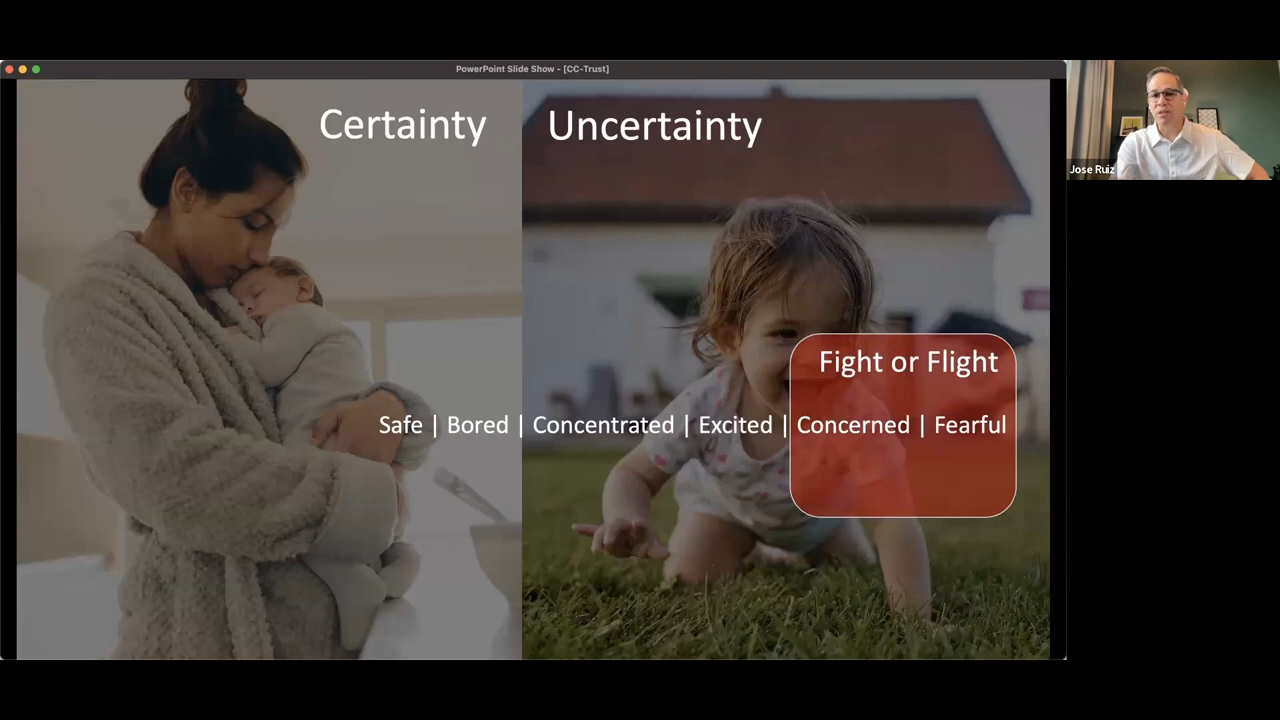 PowerPoint Slide Show - [CC-Trust]
Certainty
Uncertainty
Fight or Flight
Safe | Bored | Concentrated | Excited | Concerned | Fearful
Jose Ruiz